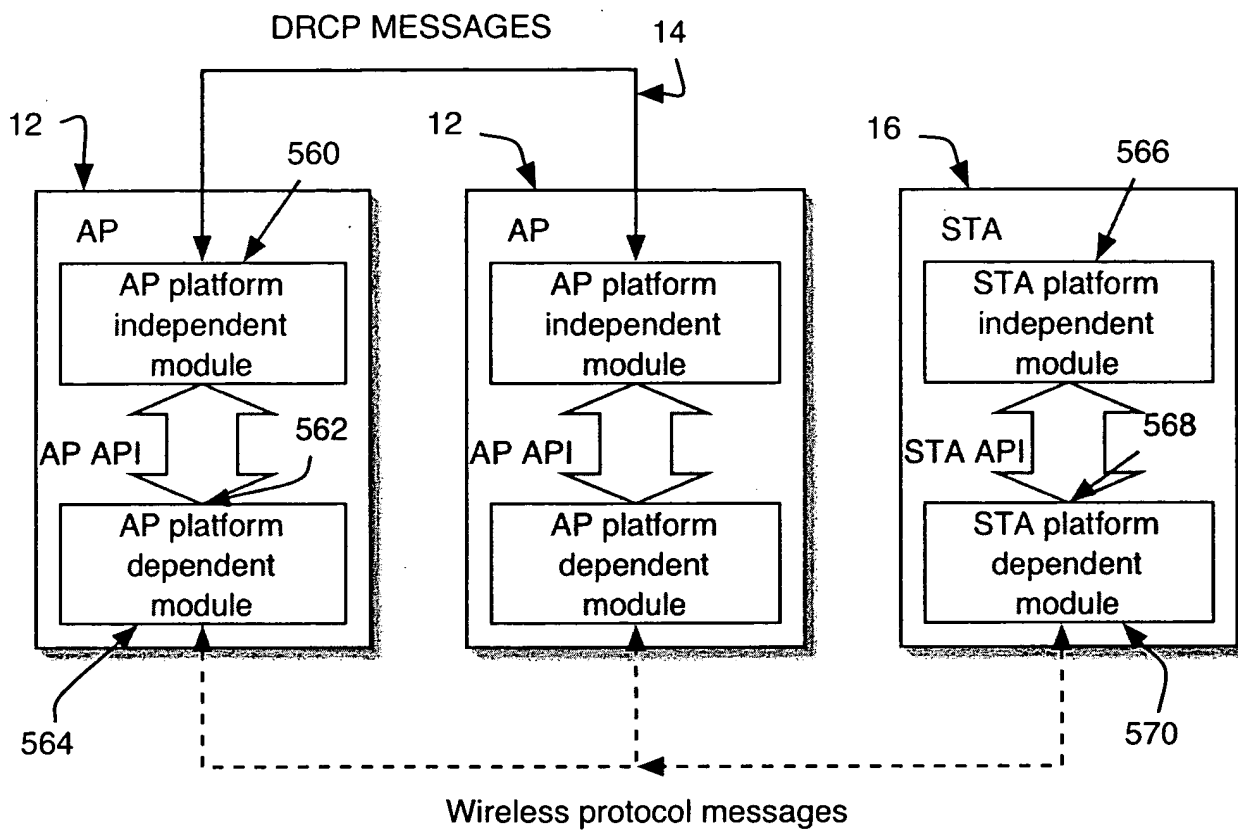 DRCP MESSAGES
14
12
12
16
560
566
AP
AP
STA
AP platform
independent
module
AP platform
independent
module
STA platform
independent
module
562
568
AP API
AP API
STA API
AP platform
dependent
module
AP platform
dependent
module
STA platform
dependent
module
564
570
Wireless protocol messages